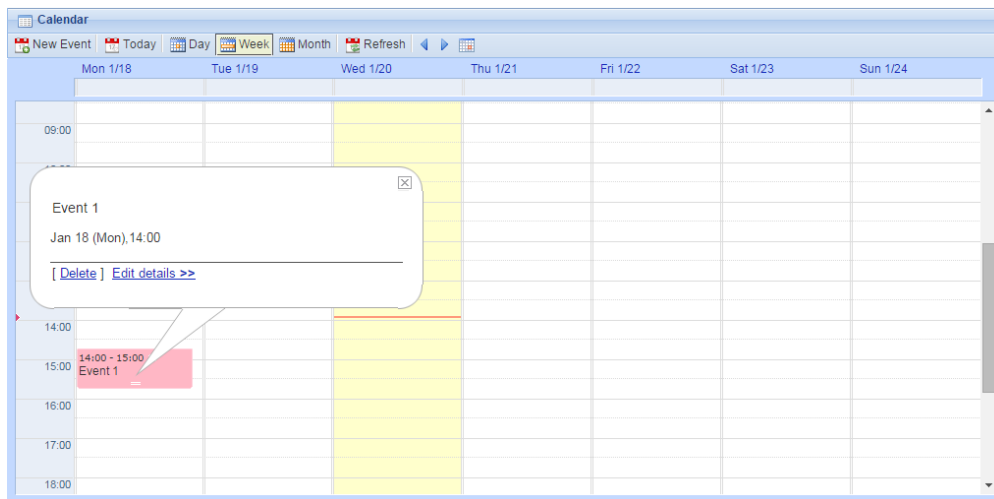 Calendar
New Event Today Day Week Month Refresh
Mon 1/18 Tue 1/19 Wed 1/20 Thu 1/21 Fri 1/22 Sat 1/23 Sun 1/24
09:00
Event 1
Jan 18 (Mon),14:00
[ Delete ] Edit details >>
14:00
14:00 - 15:00
15:00 Event 1
16:00
17:00
18:00